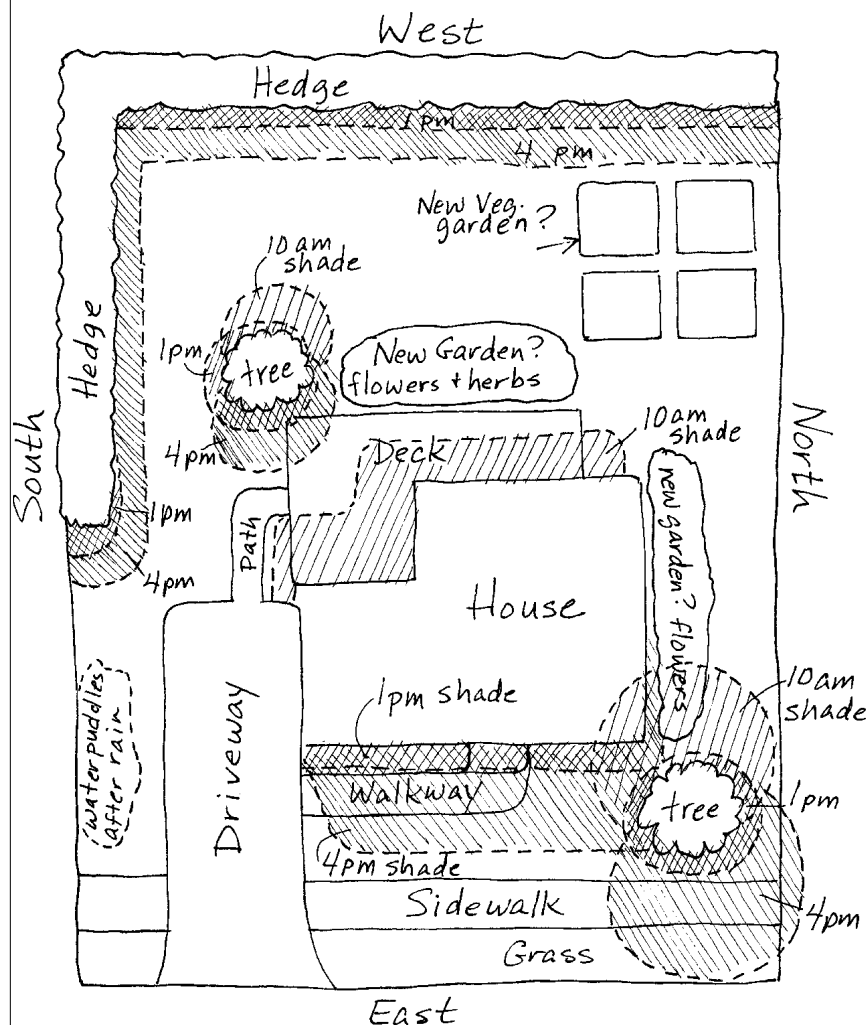 West
Hedge
1pm
4 pm
New Veg.
garden?
10am
shade
1pm
tree
New Garden?
flowers + herbs
4pm
Deck
10am
shade
Hedge
South
North
1pm
4pm
Path
House
new garden? flowers
10am
shade
1pm shade
water puddles
after rain
Driveway
Walkway
tree
1pm
4pm shade
Sidewalk
4pm
Grass
East